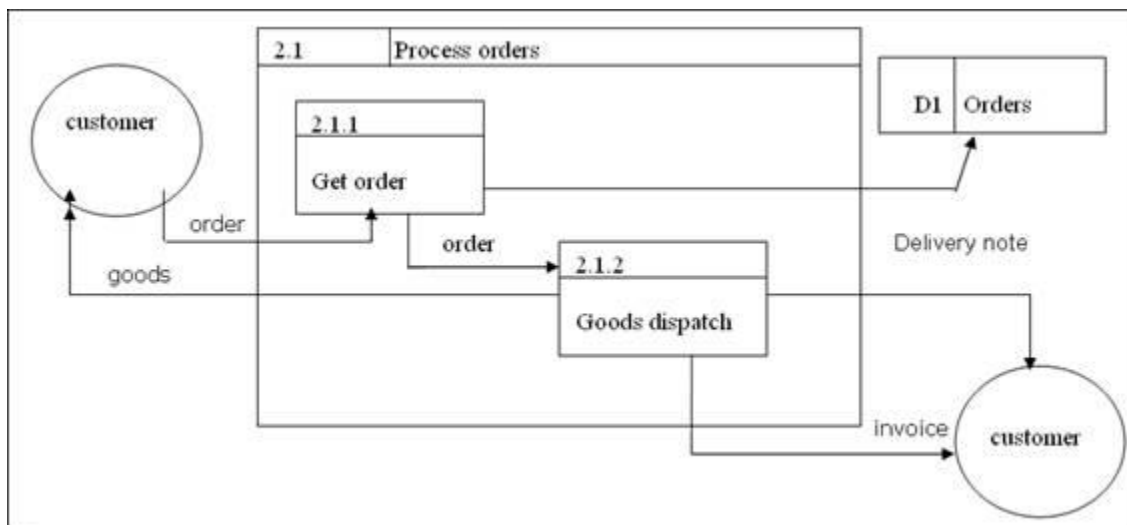 2.1 Process orders
customer
D1 Orders
2.1.1
Get order
order
order
Delivery note
goods
2.1.2
Goods dispatch
invoice
customer